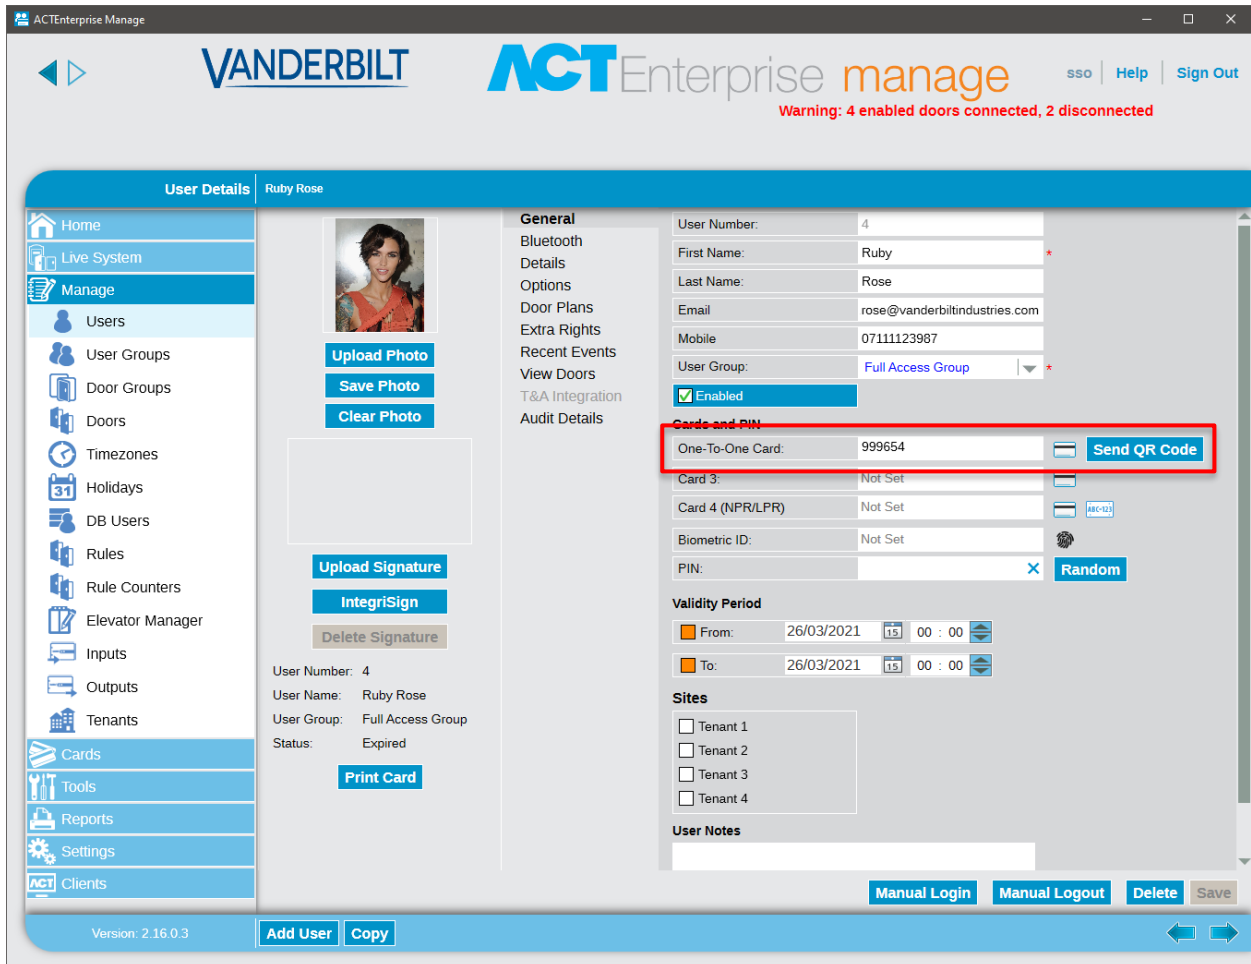 ACTEnterprise Manage
VANDERBILT
ACTEnterprise manage
sso Help Sign Out
Warning: 4 enabled doors connected, 2 disconnected
User Details Ruby Rose
Home
Live System
Manage
Users
User Groups
Door Groups
Doors
Timezones
31 Holidays
DB Users
Rules
Rule Counters
Elevator Manager
Inputs
Outputs
Tenants
Cards
Tools
Reports
Settings
ACT Clients
Version: 2.16.0.3
Upload Photo
Save Photo
Clear Photo
Upload Signature
IntegriSign
Delete Signature
User Number: 4
User Name: Ruby Rose
User Group: Full Access Group
Status: Expired
Print Card
General
Bluetooth
Details
Options
Door Plans
Extra Rights
Recent Events
View Doors
T&A Integration
Audit Details
User Number: 4
First Name: Ruby *
Last Name: Rose
Email rose@vanderbiltindustries.com
Mobile 07111123987
User Group: Full Access Group *
Enabled
Cards and PIN
One-To-One Card: 999654 Send QR Code
Card 3: Not Set
Card 4 (NPR/LPR) Not Set ABC-123
Biometric ID: Not Set
PIN: Random
Validity Period
From: 26/03/2021 15 00 : 00
To: 26/03/2021 15 00 : 00
Sites
Tenant 1
Tenant 2
Tenant 3
Tenant 4
User Notes
Manual Login Manual Logout Delete Save
Add User Copy